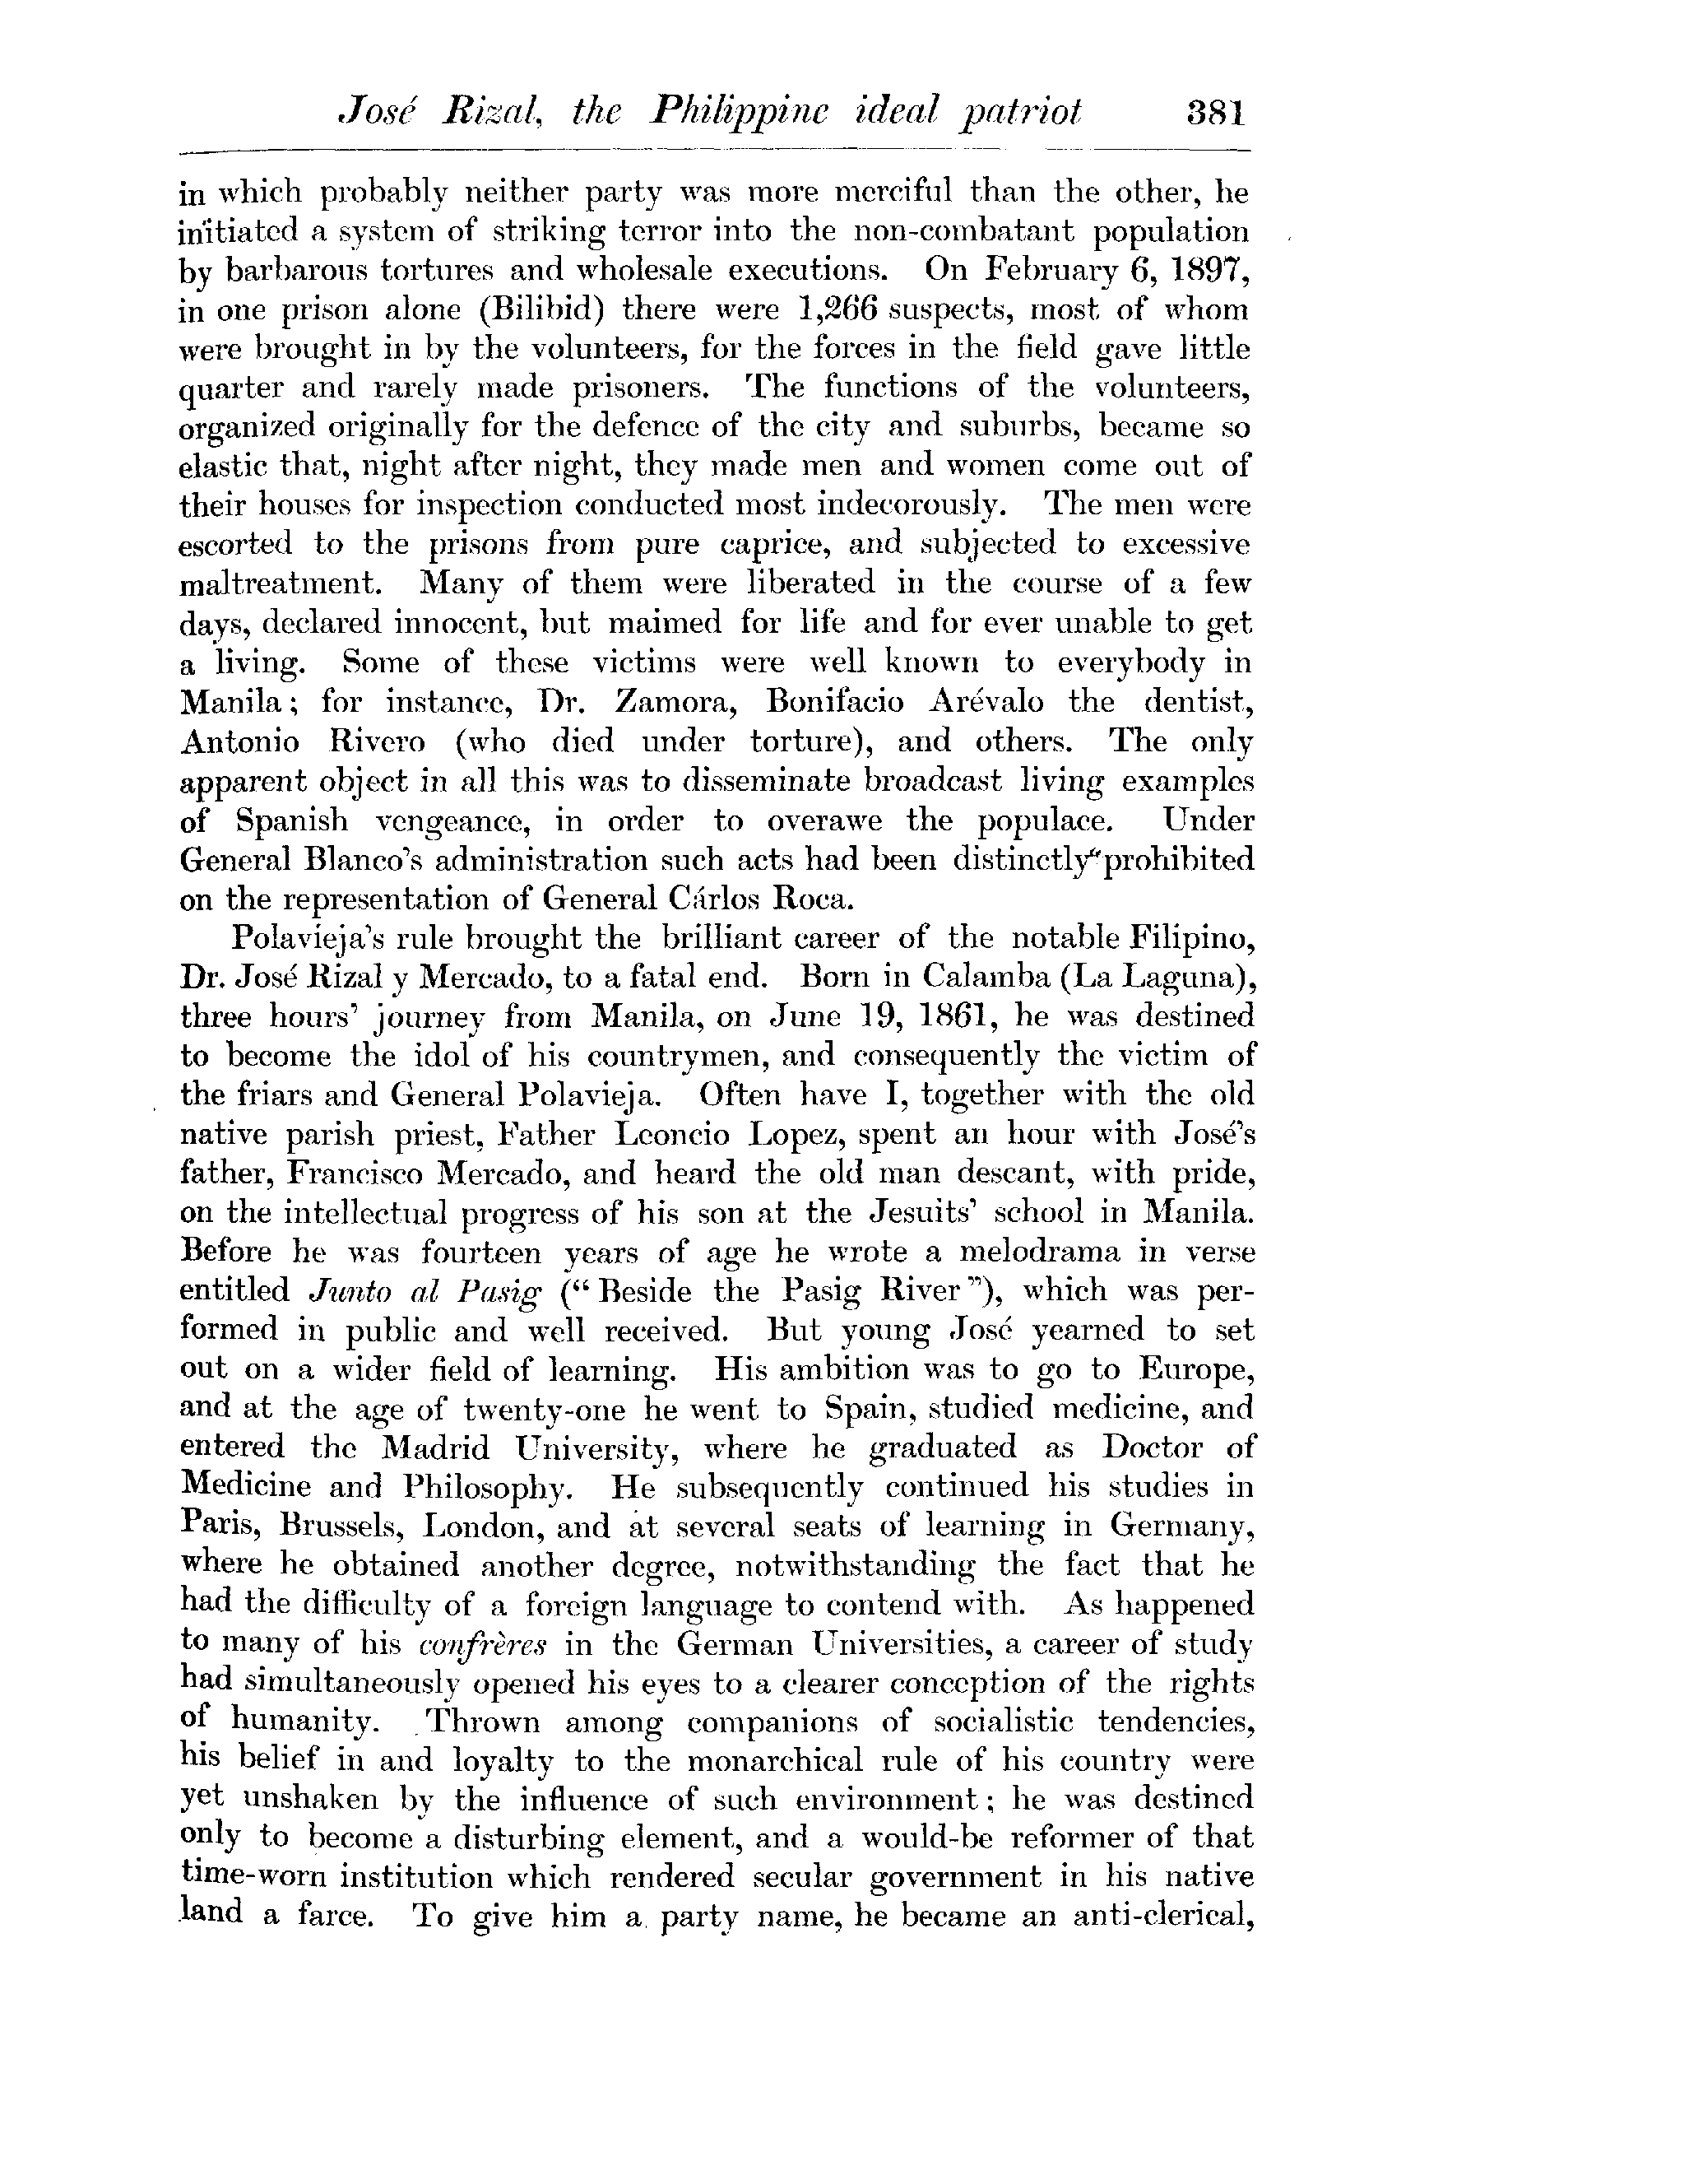 José Rizal, the Philippine ideal patriot 381
in which probably neither party was more merciful than the other, he
initiated a system of striking terror into the non-combatant population
by barbarous tortures and wholesale executions. On February 6, 1897,
in one prison alone (Bilibid) there were 1,266 suspects, most of whom
were brought in by the volunteers, for the forces in the field gave little
quarter and rarely made prisoners. The functions of the volunteers,
organized originally for the defence of the city and suburbs, became so
elastic that, night after night, they made men and women come out of
their houses for inspection conducted most indecorously. The men were
escorted to the prisons from pure caprice, and subjected to excessive
maltreatment. Many of them were liberated in the course of a few
days, declared innocent, but maimed for life and for ever unable to get
a living. Some of these victims were well known to everybody in
Manila; for instance, Dr. Zamora, Bonifacio Arévalo the dentist,
Antonio Rivero (who died under torture), and others. The only
apparent object in all this was to disseminate broadcast living examples
of Spanish vengeance, in order to overawe the populace. Under
General Blanco's administration such acts had been distinctly prohibited
on the representation of General Cárlos Roca.
Polavieja's rule brought the brilliant career of the notable Filipino,
Dr. José Rizal y Mercado, to a fatal end. Born in Calamba (La Laguna),
three hours' journey from Manila, on June 19, 1861, he was destined
to become the idol of his countrymen, and consequently the victim of
the friars and General Polavieja. Often have I, together with the old
native parish priest, Father Leoncio Lopez, spent an hour with José's
father, Francisco Mercado, and heard the old man descant, with pride,
on the intellectual progress of his son at the Jesuits' school in Manila.
Before he was fourteen years of age he wrote a melodrama in verse
entitled Junto al Pasig ("Beside the Pasig River"), which was per-
formed in public and well received. But young José yearned to set
out on a wider field of learning. His ambition was to go to Europe,
and at the age of twenty-one he went to Spain, studied medicine, and
entered the Madrid University, where he graduated as Doctor of
Medicine and Philosophy. He subsequently continued his studies in
Paris, Brussels, London, and at several seats of learning in Germany,
where he obtained another degree, notwithstanding the fact that he
had the difficulty of a foreign language to contend with. As happened
to many of his confrères in the German Universities, a career of study
had simultaneously opened his eyes to a clearer conception of the rights
of humanity. Thrown among companions of socialistic tendencies,
his belief in and loyalty to the monarchical rule of his country were
yet unshaken by the influence of such environment; he was destined
only to become a disturbing element, and a would-be reformer of that
time-worn institution which rendered secular government in his native
land a farce. To give him a party name, he became an anti-clerical,